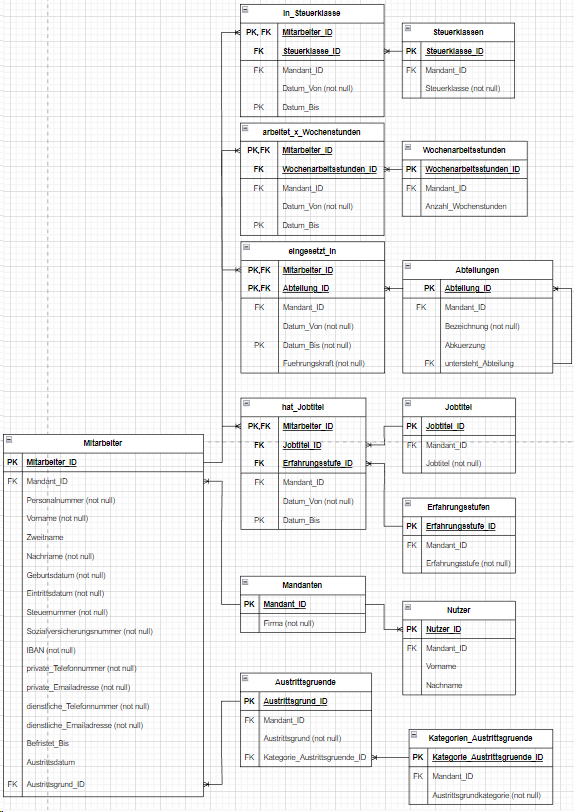 in_Steuerklasse
PK, FK Mitarbeiter_ID
FK Steuerklasse_ID
FK Mandant_ID
Datum_Von (not null)
PK Datum_Bis
Steuerklassen
PK Steuerklasse_ID
FK Mandant_ID
Steuerklasse (not null)
arbeitet_x_Wochenstunden
PK,FK Mitarbeiter_ID
FK Wochenarbeitsstunden_ID
FK Mandant_ID
Datum_Von (not null)
PK Datum_Bis
Wochenarbeitsstunden
PK Wochenarbeitsstunden_ID
FK Mandant_ID
Anzahl_Wochenstunden
eingesetzt_in
PK,FK Mitarbeiter_ID
PK,FK Abteilung_ID
FK Mandant_ID
Datum_Von (not null)
PK Datum_Bis (not null)
Fuehrungskraft (not null)
Abteilungen
PK Abteilung_ID
FK Mandant_ID
Bezeichnung (not null)
Abkuerzung
FK untersteht_Abteilung
hat_Jobtitel
PK,FK Mitarbeiter_ID
FK Jobtitel_ID
FK Erfahrungsstufe_ID
FK Mandant_ID
Datum_Von (not null)
PK Datum_Bis
Jobtitel
PK Jobtitel_ID
FK Mandant_ID
Jobtitel (not null)
Mitarbeiter
PK Mitarbeiter_ID
FK Mandant_ID
Personalnummer (not null)
Vorname (not null)
Zweitname
Nachname (not null)
Geburtsdatum (not null)
Eintrittsdatum (not null)
Steuernummer (not null)
Sozialversicherungsnummer (not null)
IBAN (not null)
private_Telefonnummer (not null)
private_Emailadresse (not null)
dienstliche_Telefonnummer (not null)
dienstliche_Emailadresse (not null)
Befristet_Bis
Austrittsdatum
FK Austrittsgrund_ID
Erfahrungsstufen
PK Erfahrungsstufe_ID
FK Mandant_ID
Erfahrungsstufe (not null)
Mandanten
PK Mandant_ID
Firma (not null)
Nutzer
PK Nutzer_ID
FK Mandant_ID
Vorname
Nachname
Austrittsgruende
PK Austrittsgrund_ID
FK Mandant_ID
Austrittsgrund (not null)
FK Kategorie_Austrittsgruende_ID
Kategorien_Austrittsgruende
PK Kategorie_Austrittsgruende_ID
FK Mandant_ID
Austrittsgrundkategorie (not null)